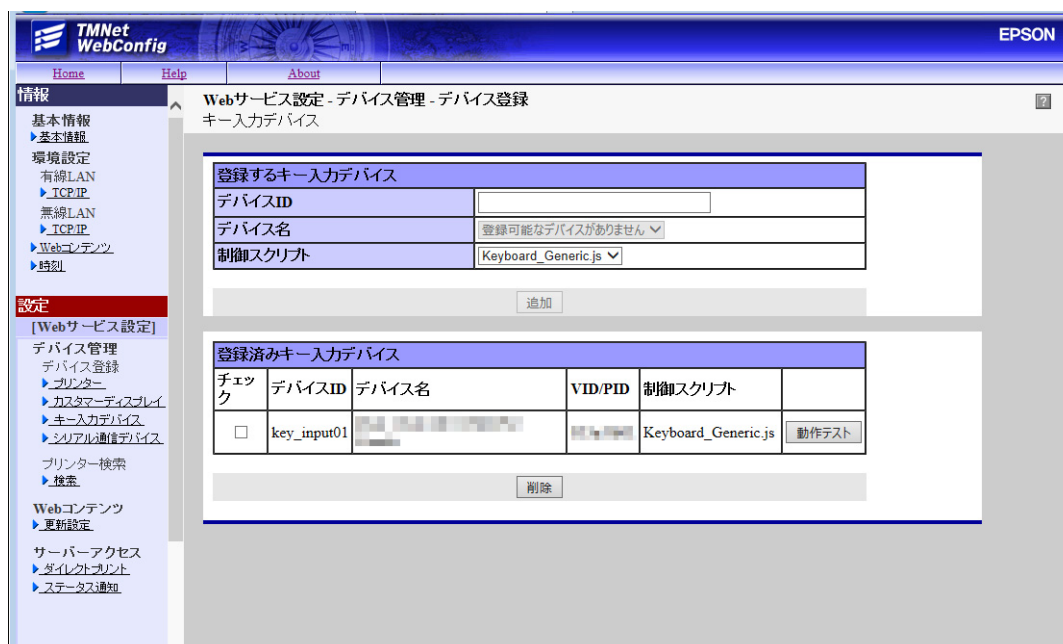 TMNet
WebConfig
EPSON
Home
Help
About
情報
基本情報
基本情報
環境設定
有線LAN
TCP/IP
無線LAN
TCP/IP
Webコンテンツ
時刻
設定
[Webサービス設定]
デバイス管理
デバイス登録
プリンター
カスタマーディスプレイ
キー入力デバイス
シリアル通信デバイス
プリンター検索
検索
Webコンテンツ
更新設定
サーバーアクセス
ダイレクトプリント
ステータス通知
Webサービス設定 - デバイス管理 - デバイス登録
?
キー入力デバイス
登録するキー入力デバイス
デバイスID
デバイス名
登録可能なデバイスがありません
制御スクリプト
Keyboard_Generic.js
追加
登録済みキー入力デバイス
チェック
デバイスID
デバイス名
VID/PID
制御スクリプト
key_input01
Keyboard_Generic.js
動作テスト
削除